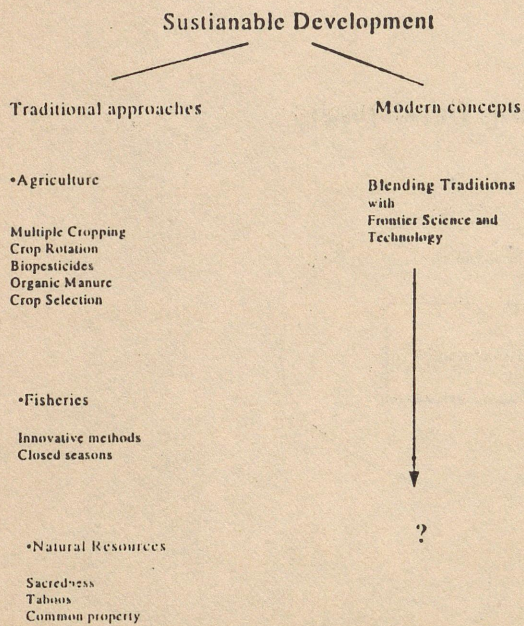 Sustianable Development
Traditional approaches
Modern concepts
•Agriculture
Multiple Cropping
Crop Rotation
Biopesticides
Organic Manure
Crop Selection
Blending Traditions
with
Frontier Science and
Technology
•Fisheries
Innovative methods
Closed seasons
?
•Natural Resources
Sacredness
Taboos
Common property